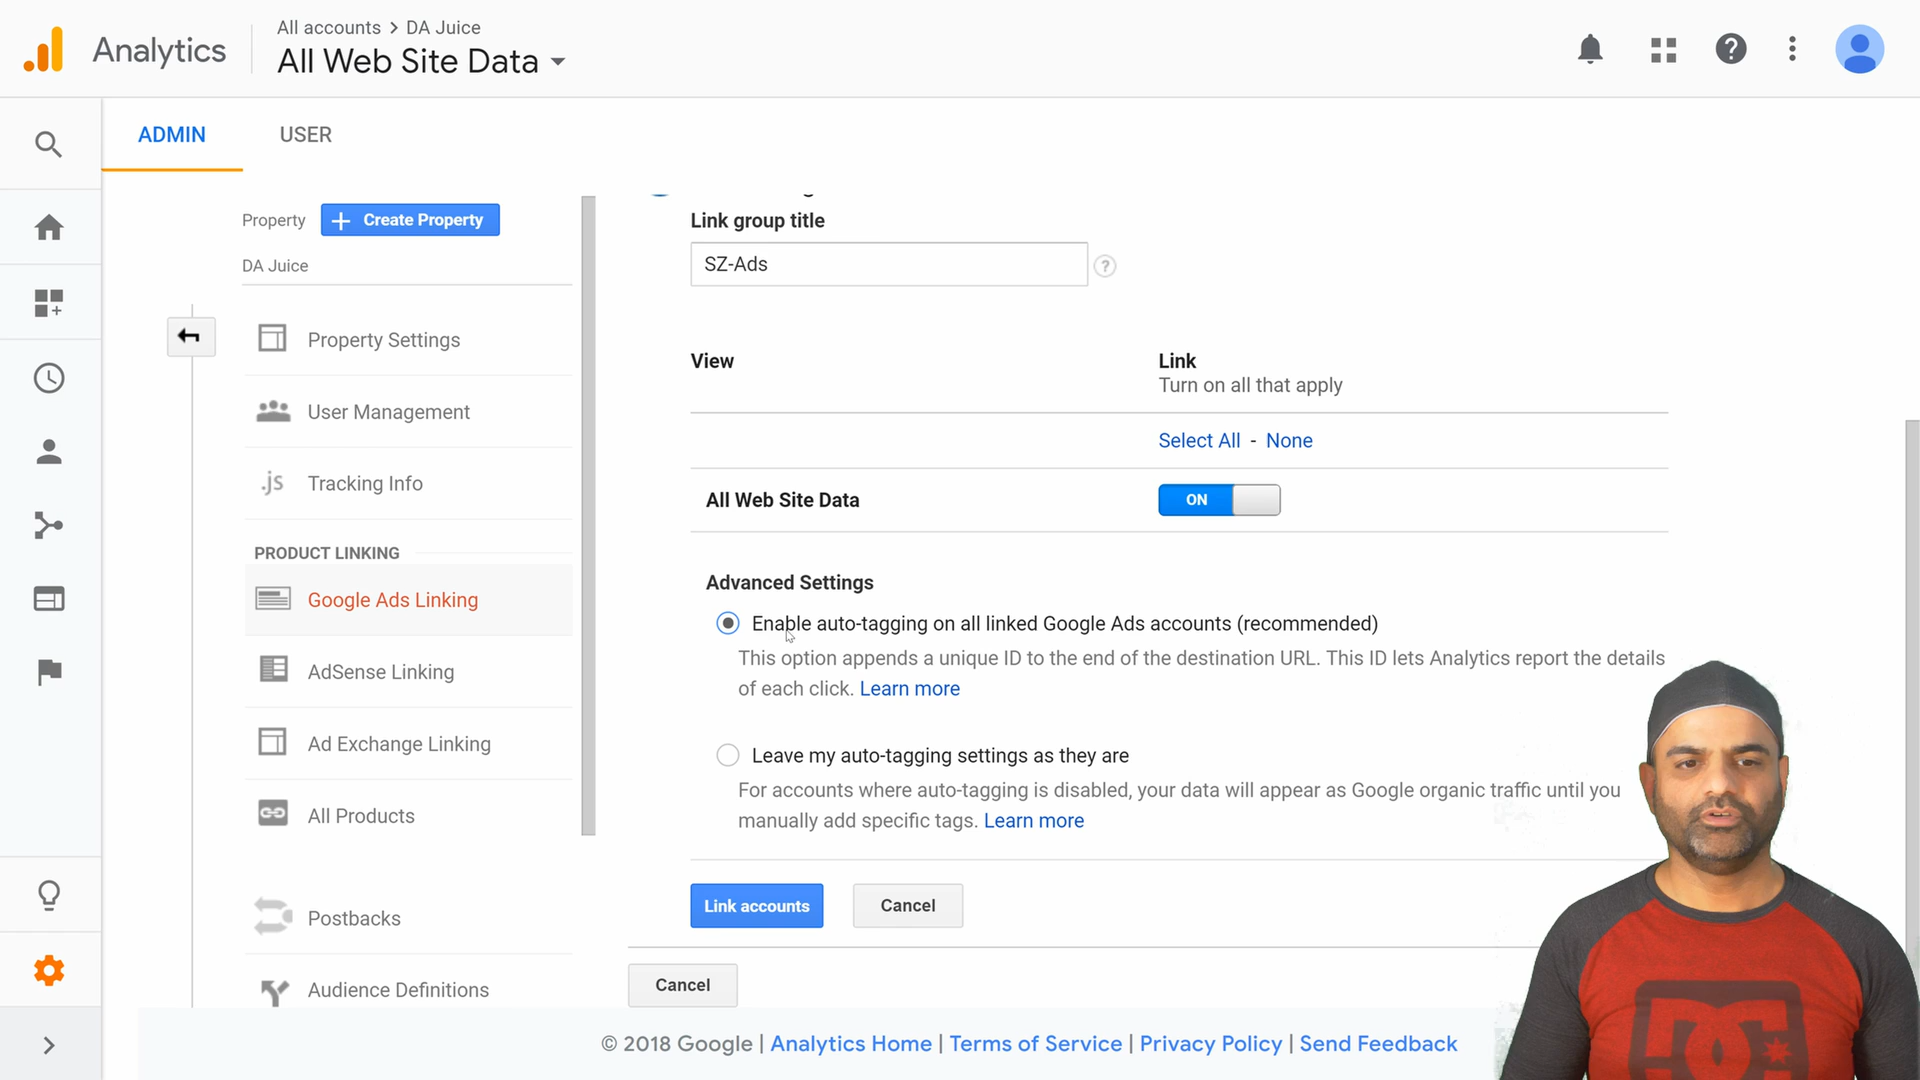 Analytics
All accounts > DA Juice
All Web Site Data
ADMIN
USER
Property
Create Property
DA Juice
Property Settings
User Management
.js
Tracking Info
PRODUCT LINKING
Google Ads Linking
AdSense Linking
Ad Exchange Linking
All Products
Postbacks
Audience Definitions
Link group title
SZ-Ads
?
View
Link
Turn on all that apply
Select All - None
All Web Site Data
ON
Advanced Settings
Enable auto-tagging on all linked Google Ads accounts (recommended)
This option appends a unique ID to the end of the destination URL. This ID lets Analytics report the details
of each click. Learn more
Leave my auto-tagging settings as they are
For accounts where auto-tagging is disabled, your data will appear as Google organic traffic until you
manually add specific tags. Learn more
Link accounts
Cancel
Cancel
© 2018 Google | Analytics Home | Terms of Service | Privacy Policy | Send Feedback